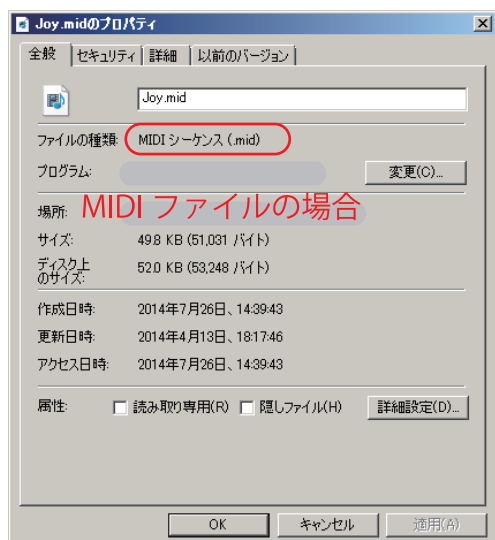 Joy.midのプロパティ
全般 セキュリティ 詳細 以前のバージョン
Joy.mid
ファイルの種類: MIDI シーケンス (.mid)
プログラム: 変更(C)...
場所: MIDI ファイルの場合
サイズ: 49.8 KB (51,031 バイト)
ディスク上
のサイズ: 52.0 KB (53,248 バイト)
作成日時: 2014年7月26日、14:39:43
更新日時: 2014年4月13日、18:17:46
アクセス日時: 2014年7月26日、14:39:43
属性: 読み取り専用(R) 隠しファイル(H) 詳細設定(D)...
OK キャンセル 適用(A)